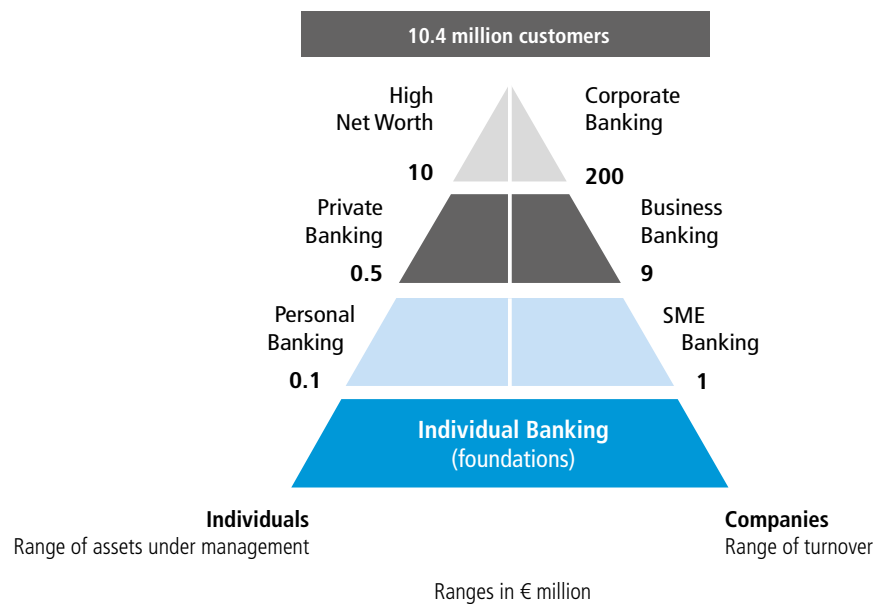 10.4 million customers
High
Net Worth
10
Corporate
Banking
200
Private
Banking
0.5
Business
Banking
9
Personal
Banking
0.1
SME
Banking
1
Individual Banking
(foundations)
Individuals
Range of assets under management
Companies
Range of turnover
Ranges in € million